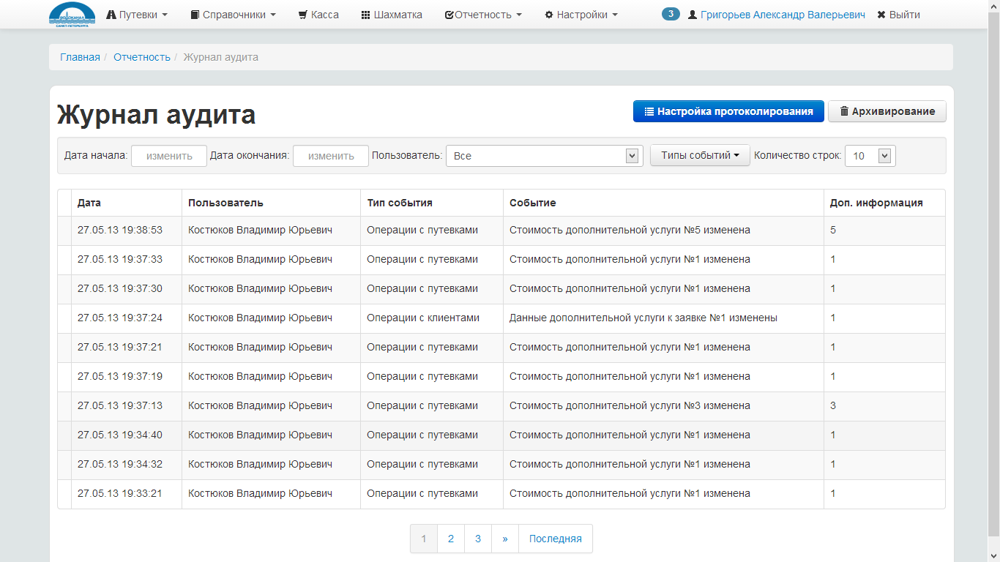 ВОДОКАНАЛ
САНКТ-ПЕТЕРБУРГА
Путевки Справочники Касса Шахматка Отчетность Настройки 3 Григорьев Александр Валерьевич Выйти
Главная / Отчетность / Журнал аудита
Журнал аудита
Настройка протоколирования Архивирование
Дата начала: изменить Дата окончания: изменить Пользователь: Все Типы событий Количество строк: 10
Дата Пользователь Тип события Событие Доп. информация
27.05.13 19:38:53 Костюков Владимир Юрьевич Операции с путевками Стоимость дополнительной услуги №5 изменена 5
27.05.13 19:37:33 Костюков Владимир Юрьевич Операции с путевками Стоимость дополнительной услуги №1 изменена 1
27.05.13 19:37:30 Костюков Владимир Юрьевич Операции с путевками Стоимость дополнительной услуги №1 изменена 1
27.05.13 19:37:24 Костюков Владимир Юрьевич Операции с клиентами Данные дополнительной услуги к заявке №1 изменены 1
27.05.13 19:37:21 Костюков Владимир Юрьевич Операции с путевками Стоимость дополнительной услуги №1 изменена 1
27.05.13 19:37:19 Костюков Владимир Юрьевич Операции с путевками Стоимость дополнительной услуги №1 изменена 1
27.05.13 19:37:13 Костюков Владимир Юрьевич Операции с путевками Стоимость дополнительной услуги №3 изменена 3
27.05.13 19:34:40 Костюков Владимир Юрьевич Операции с путевками Стоимость дополнительной услуги №1 изменена 1
27.05.13 19:34:32 Костюков Владимир Юрьевич Операции с путевками Стоимость дополнительной услуги №1 изменена 1
27.05.13 19:33:21 Костюков Владимир Юрьевич Операции с путевками Стоимость дополнительной услуги №1 изменена 1
1 2 3 » Последняя